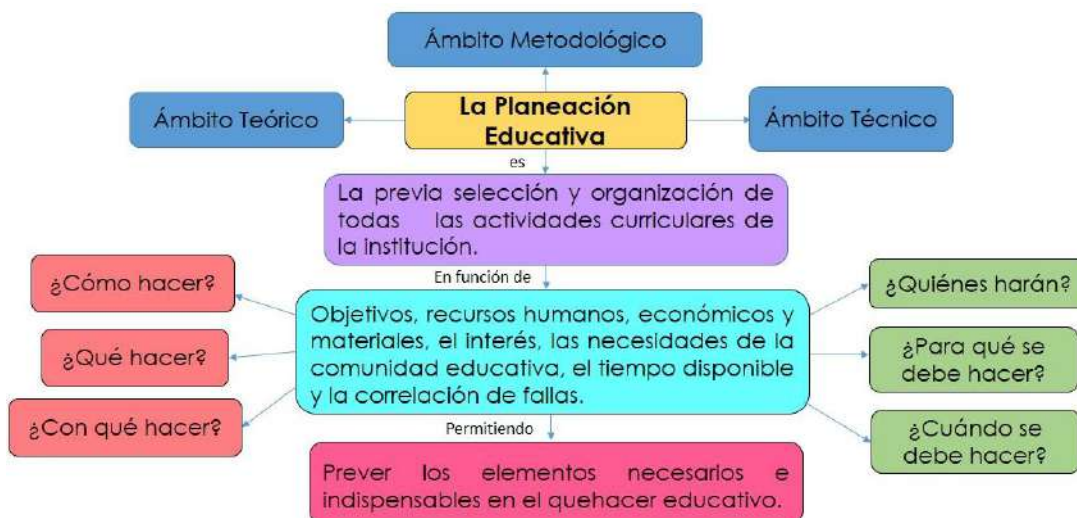 Ámbito Metodológico
Ámbito Teórico
La Planeación
Educativa
Ámbito Técnico
es
La previa selección y organización de
todas las actividades curriculares de
la institución.
En función de
¿Cómo hacer?
¿Qué hacer?
¿Con qué hacer?
Objetivos, recursos humanos, económicos y
materiales, el interés, las necesidades de la
comunidad educativa, el tiempo disponible
y la correlación de fallas.
¿Quiénes harán?
¿Para qué se
debe hacer?
¿Cuándo se
debe hacer?
Permitiendo
Prever los elementos necesarios e
indispensables en el quehacer educativo.